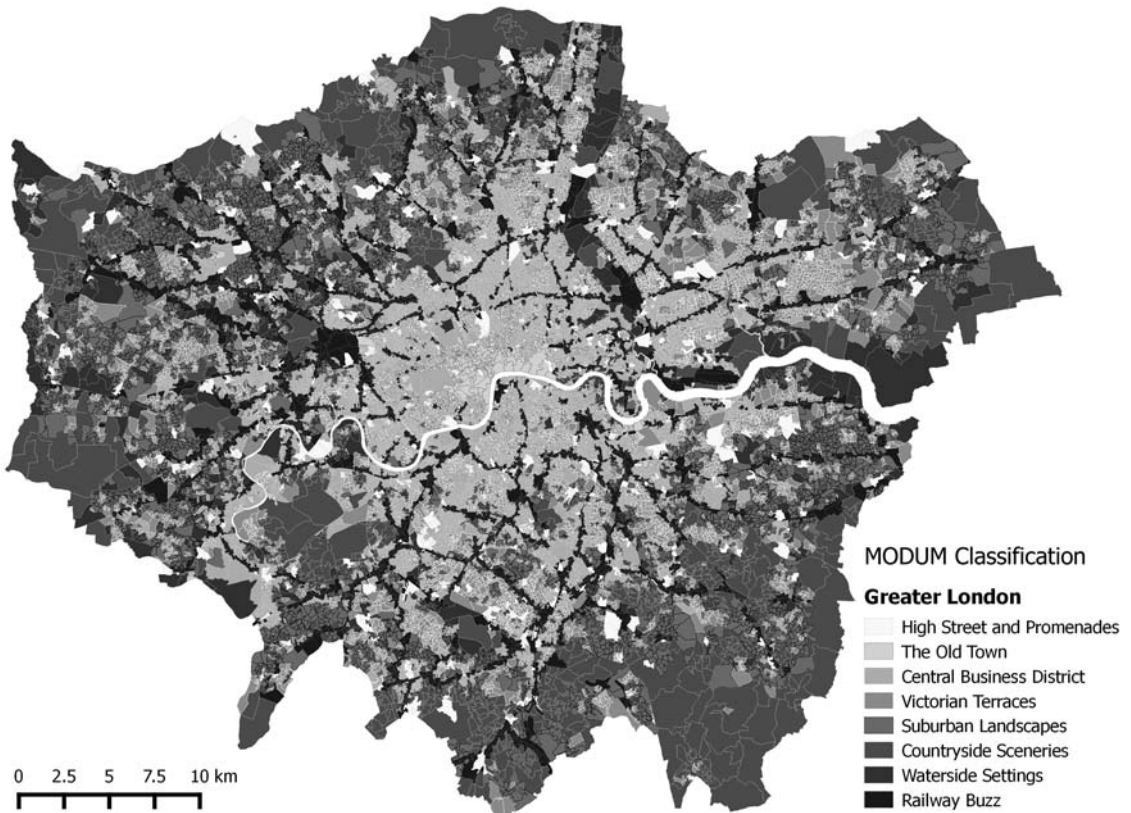 MODUM Classification
Greater London
High Street and Promenades
The Old Town
Central Business District
Victorian Terraces
Suburban Landscapes
Countryside Sceneries
Waterside Settings
Railway Buzz
0 2.5 5 7.5 10 km